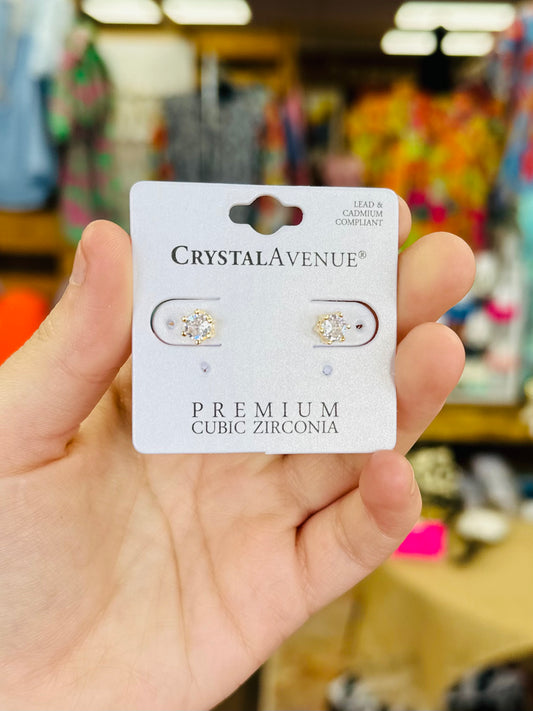 LEAD &
CADMIUM
COMPLIANT
CRYSTALAVENUE®
PREMIUM
CUBIC ZIRCONIA